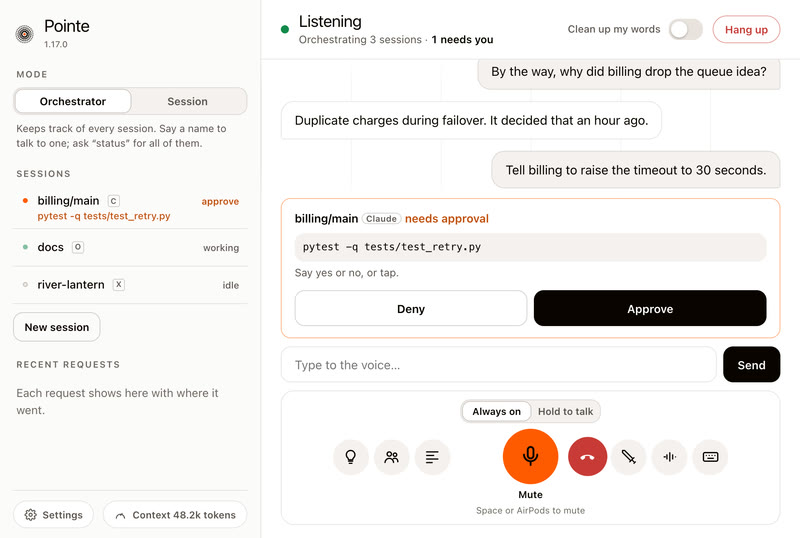 Pointe
1.17.0
MODE
Orchestrator
Session
Keeps track of every session. Say a name to
talk to one; ask “status” for all of them.
SESSIONS
billing/main C approve
pytest -q tests/test_retry.py
docs O working
river-lantern X idle
New session
RECENT REQUESTS
Each request shows here with where it
went.
Settings
Context 48.2k tokens
Listening
Orchestrating 3 sessions · 1 needs you
Clean up my words
Hang up
By the way, why did billing drop the queue idea?
Duplicate charges during failover. It decided that an hour ago.
Tell billing to raise the timeout to 30 seconds.
billing/main Claude needs approval
pytest -q tests/test_retry.py
Say yes or no, or tap.
Deny
Approve
Type to the voice...
Send
Always on
Hold to talk
Mute
Space or AirPods to mute